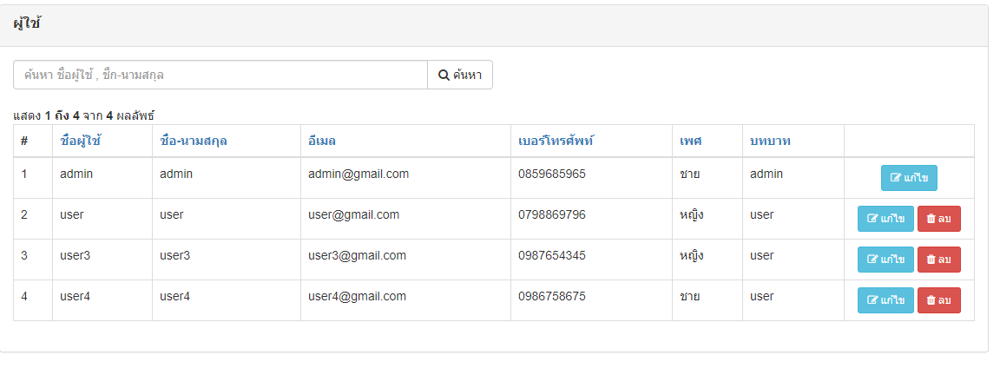 ผู้ใช้
ค้นหา ชื่อผู้ใช้ , ชืก-นามสกุล ค้นหา
แสดง 1 ถึง 4 จาก 4 ผลลัพธ์
# ชื่อผู้ใช้ ชื่อ-นามสกุล อีเมล เบอร์โทรศัพท์ เพศ บทบาท
1 admin admin admin@gmail.com 0859685965 ชาย admin แก้ไข
2 user user user@gmail.com 0798869796 หญิง user แก้ไข ลบ
3 user3 user3 user3@gmail.com 0987654345 หญิง user แก้ไข ลบ
4 user4 user4 user4@gmail.com 0986758675 ชาย user แก้ไข ลบ